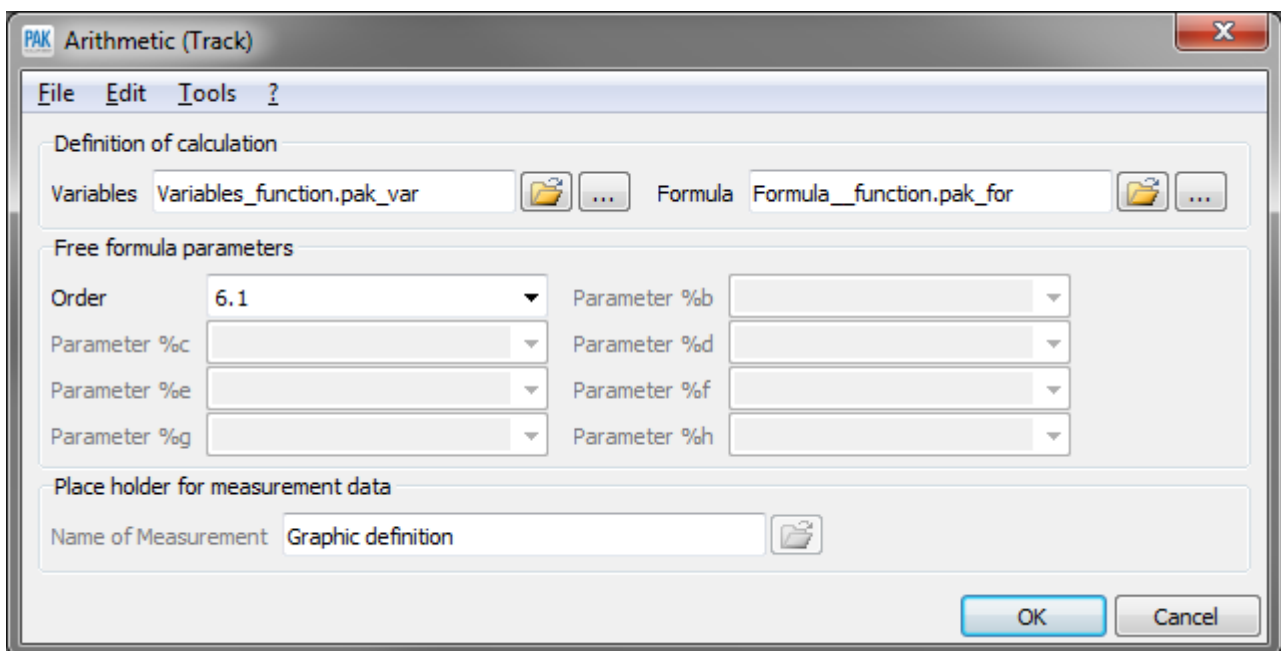 PAK Arithmetic (Track)
File Edit Tools ?
Definition of calculation
Variables Variables_function.pak_var ... Formula Formula__function.pak_for ...
Free formula parameters
Order 6.1 Parameter %b
Parameter %c Parameter %d
Parameter %e Parameter %f
Parameter %g Parameter %h
Place holder for measurement data
Name of Measurement Graphic definition
OK Cancel